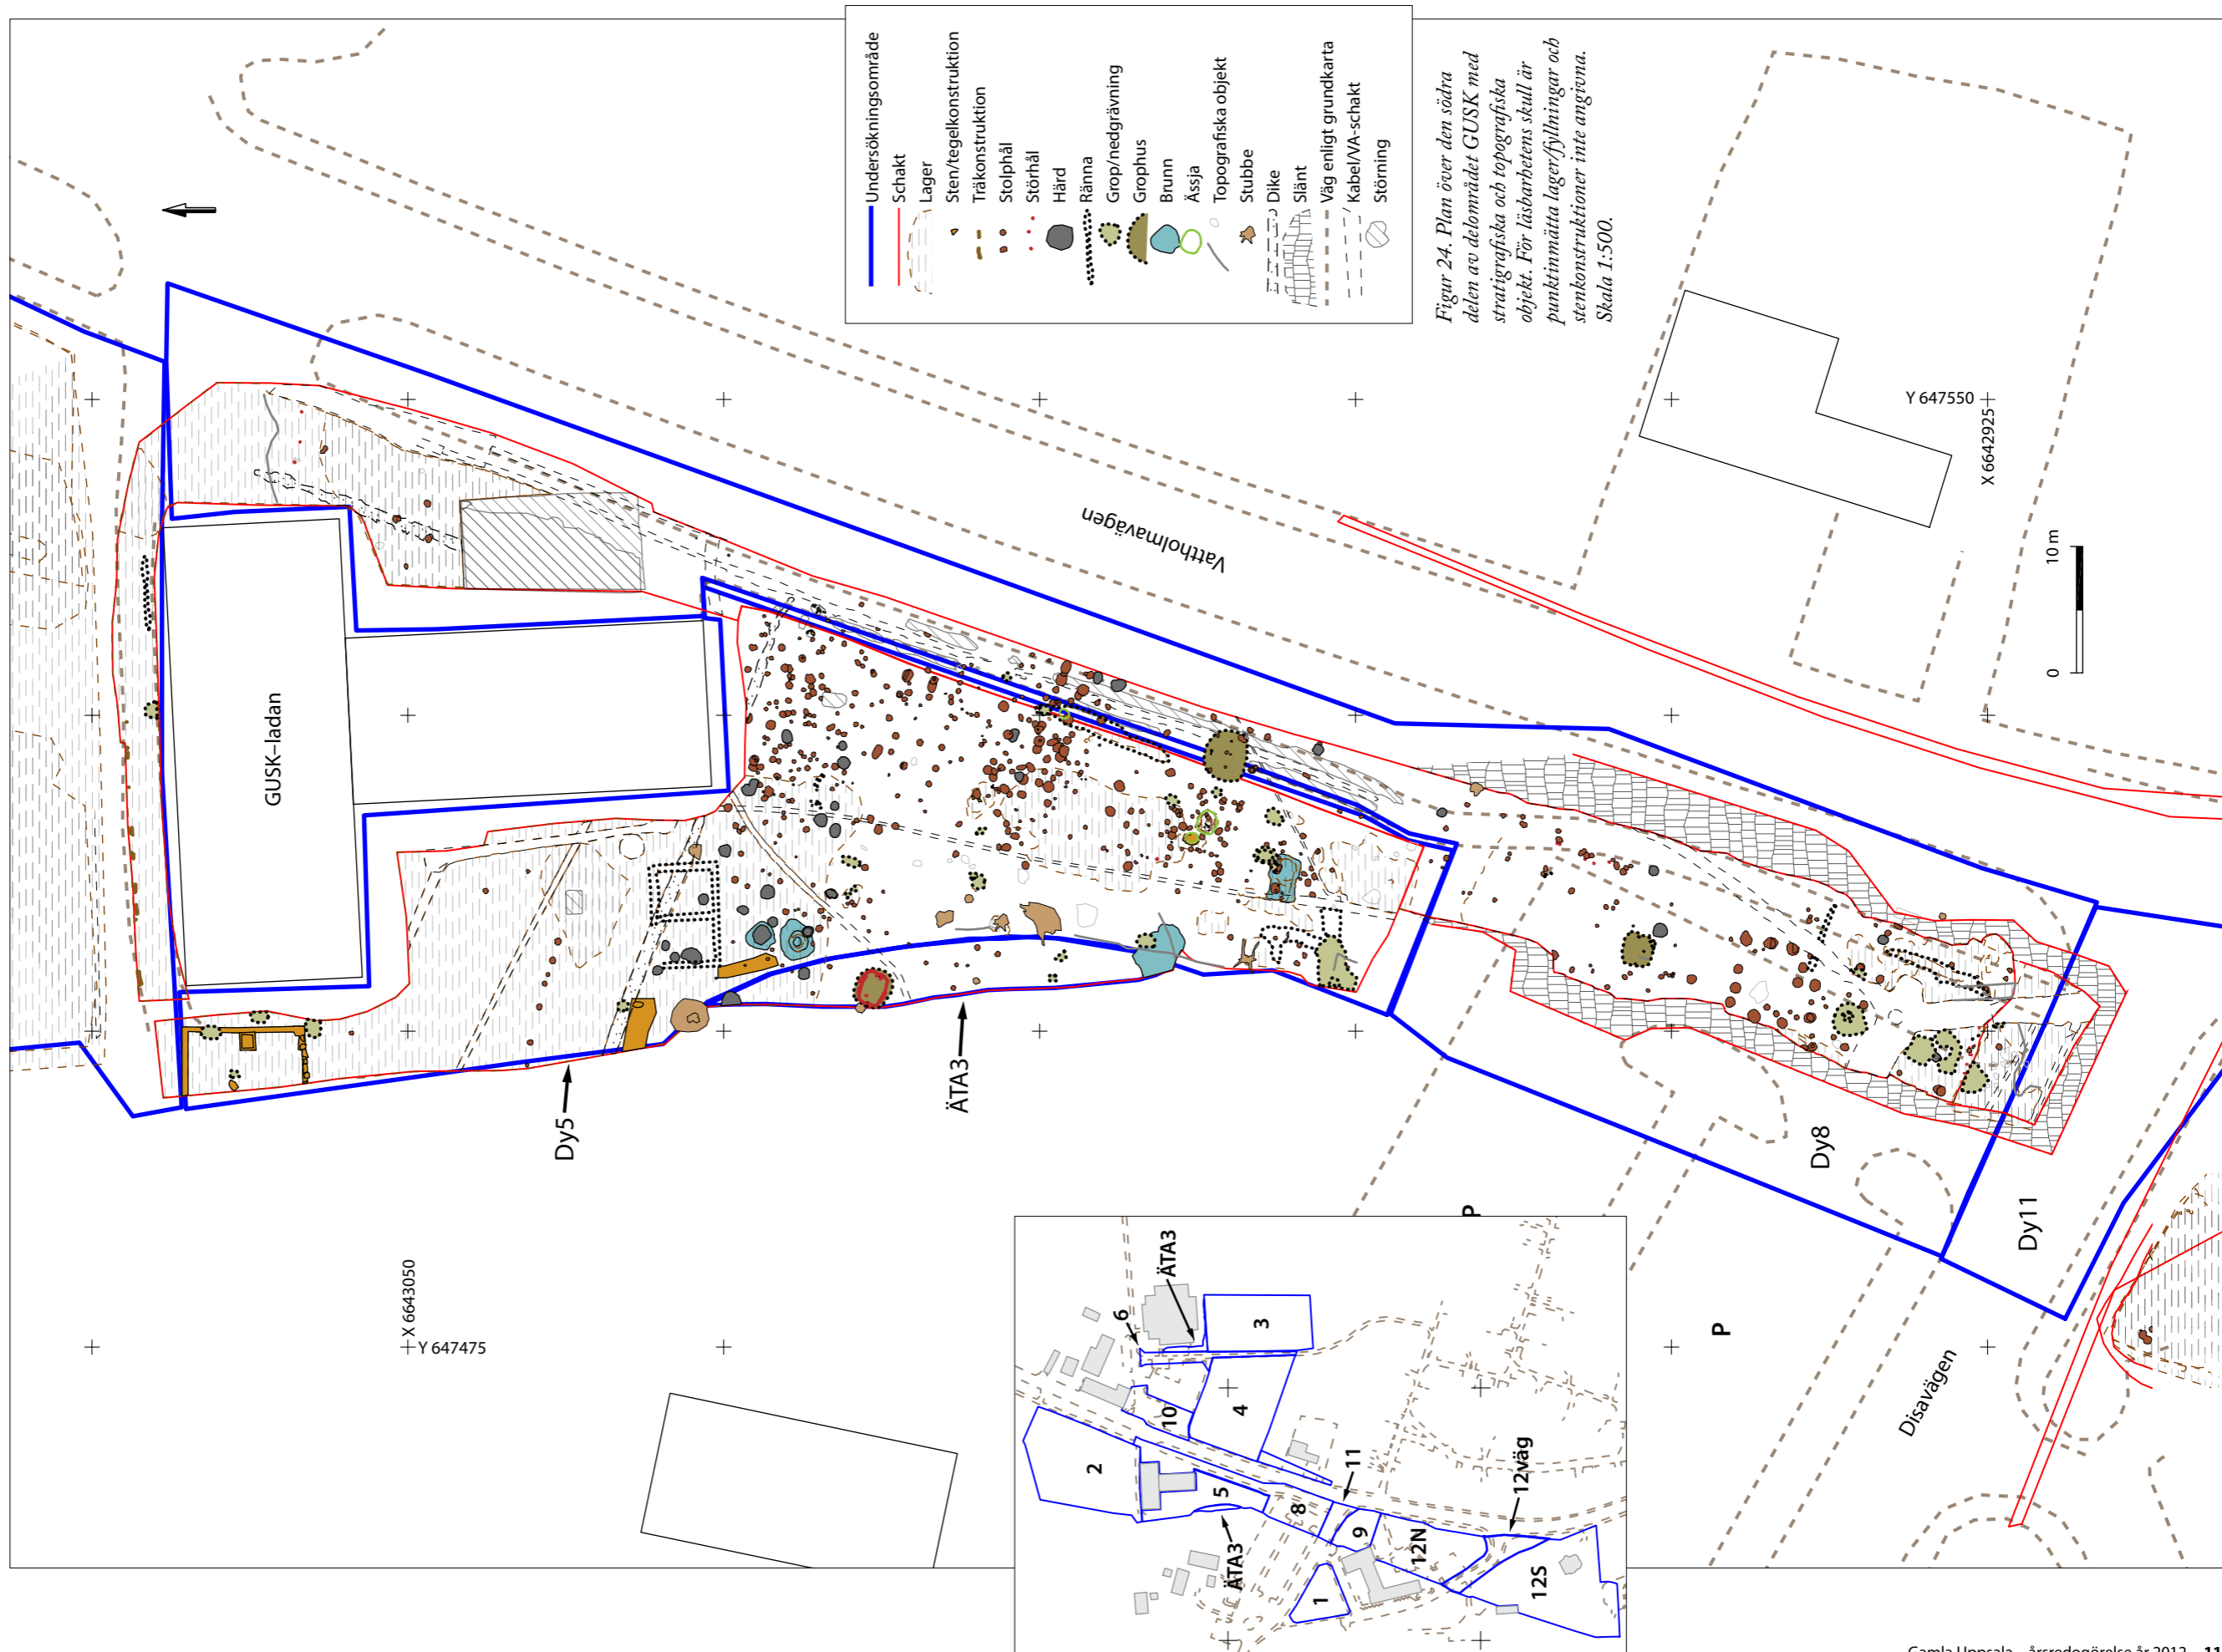 Undersökningsområde
Schakt
Lager
Sten/tegelkonstruktion
Träkonstruktion
Stolphål
Störhål
Härd
Ränna
Grop/nedgrävning
Grophus
Brunn
Ässja
Topografiska objekt
Stubbe
Dike
Slänt
Väg enligt grundkarta
Kabel/VA-schakt
Störning
Figur 24. Plan över den södra
delen av delområdet GUSK med
stratigrafiska och topografiska
objekt. För läsbarhetens skull är
punktinmätta lager/fyllningar och
stenkonstruktioner inte angivna.
Skala 1:500.
GUSK–ladan
Vattholmavägen
Y 647550
X 6642925
0
10 m
Dy5
ÄTA3
Dy8
Dy11
X 6643050
Y 647475
P
P
Disavägen
6
ÄTA3
3
10
4
2
5
11
8
ÄTA3
9
12väg
12N
1
12S